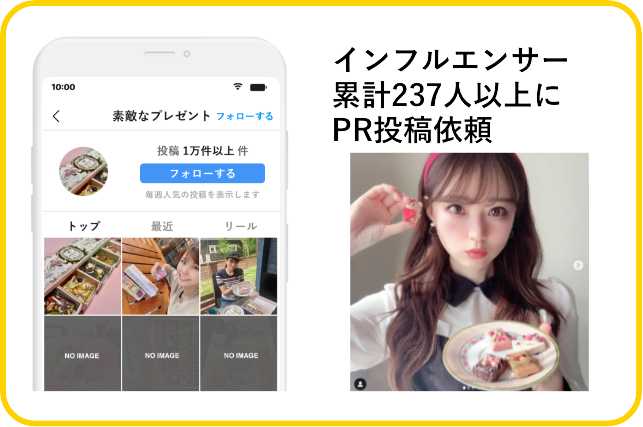 インフルエンサー
累計237人以上に
PR投稿依頼
10:00
素敵なプレゼント フォローする
投稿 1万件以上 件
フォローする
毎週人気の投稿を表示します
トップ 最近 リール
NO IMAGE NO IMAGE NO IMAGE